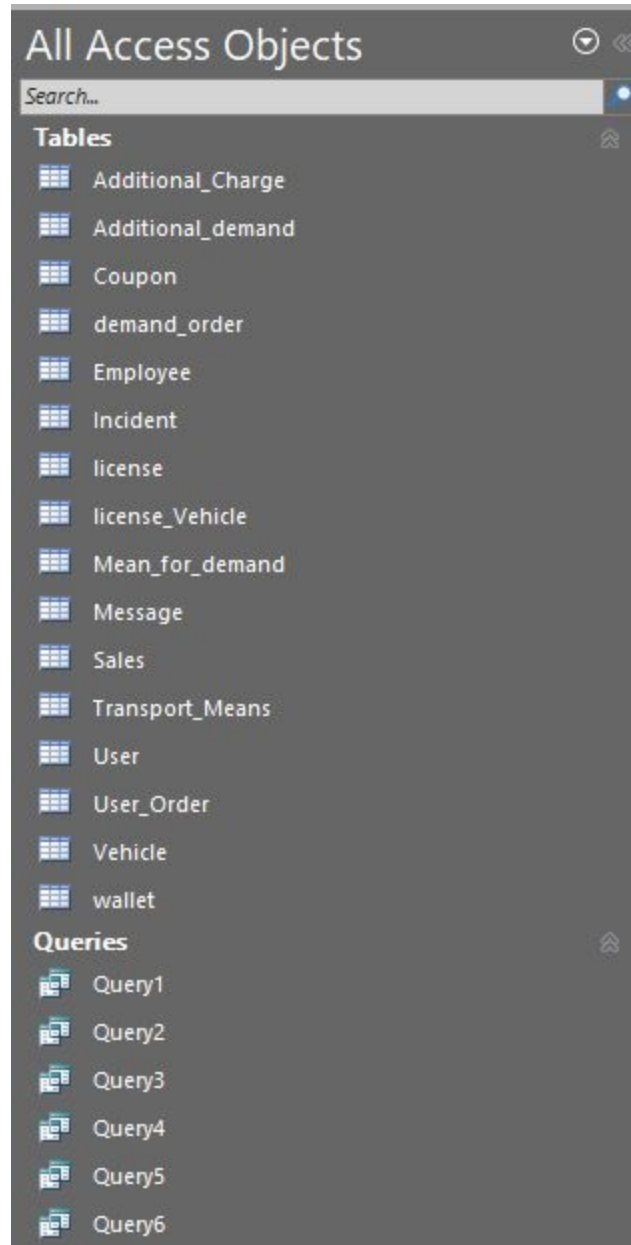 All Access Objects
Search...
Tables
Additional_Charge
Additional_demand
Coupon
demand_order
Employee
Incident
license
license_Vehicle
Mean_for_demand
Message
Sales
Transport_Means
User
User_Order
Vehicle
wallet
Queries
Query1
Query2
Query3
Query4
Query5
Query6